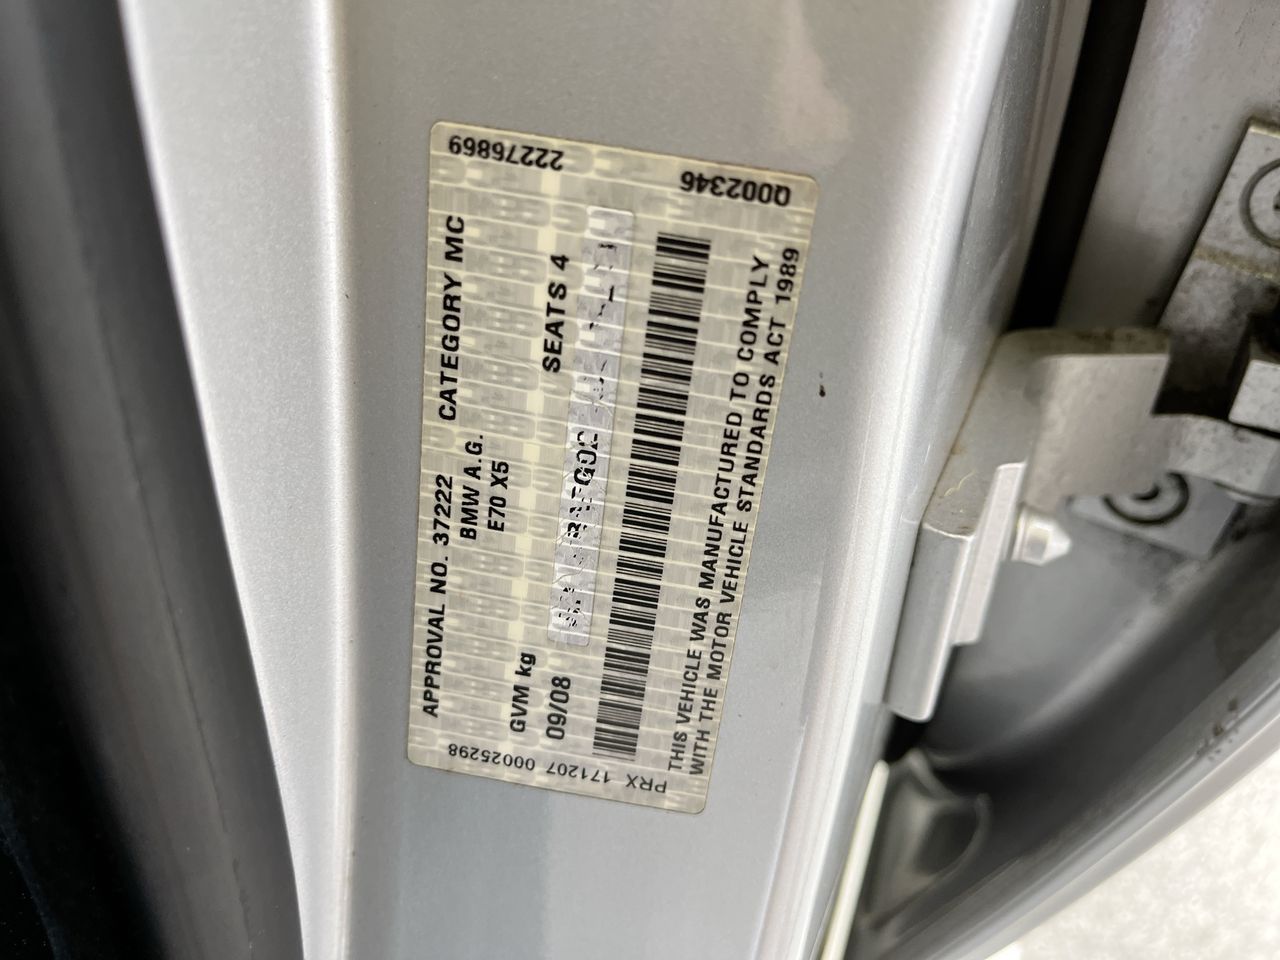 APPROVAL NO. 37222 CATEGORY MC
BMW A.G.
E70 X5
GVM kg SEATS 4
09/08
THIS VEHICLE WAS MANUFACTURED TO COMPLY
WITH THE MOTOR VEHICLE STANDARDS ACT 1989
22276869
Q002346
PRX 171207 00025298